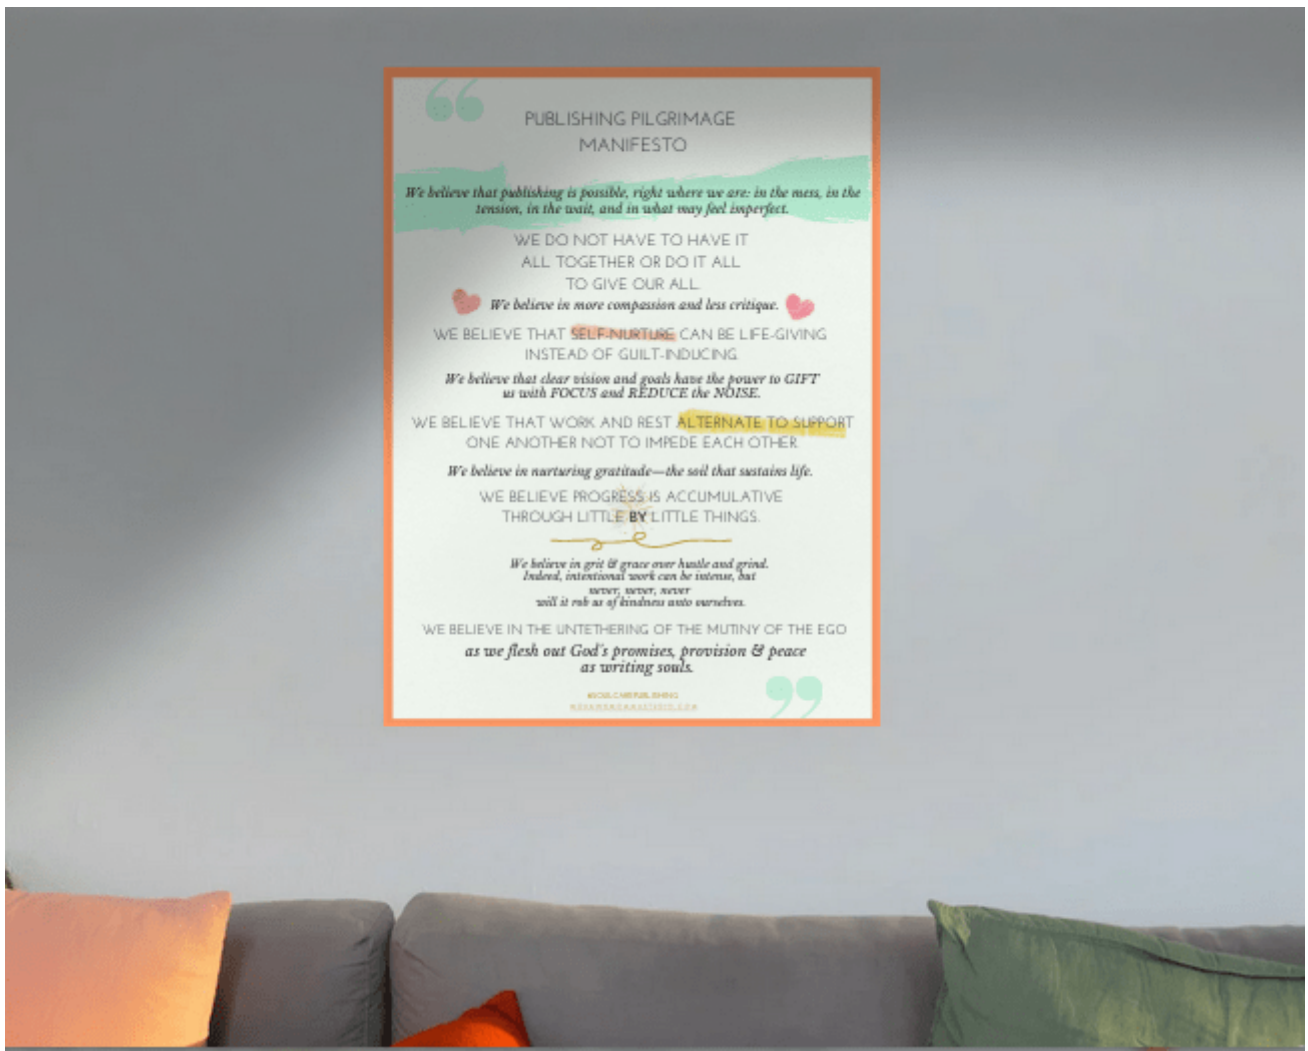 PUBLISHING PILGRIMAGE
MANIFESTO
We believe that publishing is possible, right where we are: in the mess, in the
tension, in the wait, and in what may feel imperfect.
WE DO NOT HAVE TO HAVE IT
ALL TOGETHER OR DO IT ALL
TO GIVE OUR ALL.
We believe in more compassion and less critique.
WE BELIEVE THAT SELF-NURTURE CAN BE LIFE-GIVING
INSTEAD OF GUILT-INDUCING.
We believe that clear vision and goals have the power to GIFT
us with FOCUS and REDUCE the NOISE.
WE BELIEVE THAT WORK AND REST ALTERNATE TO SUPPORT
ONE ANOTHER NOT TO IMPEDE EACH OTHER.
We believe in nurturing gratitude—the soil that sustains life.
WE BELIEVE PROGRESS IS ACCUMULATIVE
THROUGH LITTLE BY LITTLE THINGS.
We believe in grit & grace over hustle and grind.
Indeed, intentional work can be intense, but
never, never, never
will it rob us of kindness unto ourselves.
WE BELIEVE IN THE UNTETHERING OF THE MUTINY OF THE EGO
as we flesh out God's promises, provision & peace
as writing souls.
#SOULCAREPUBLISHING